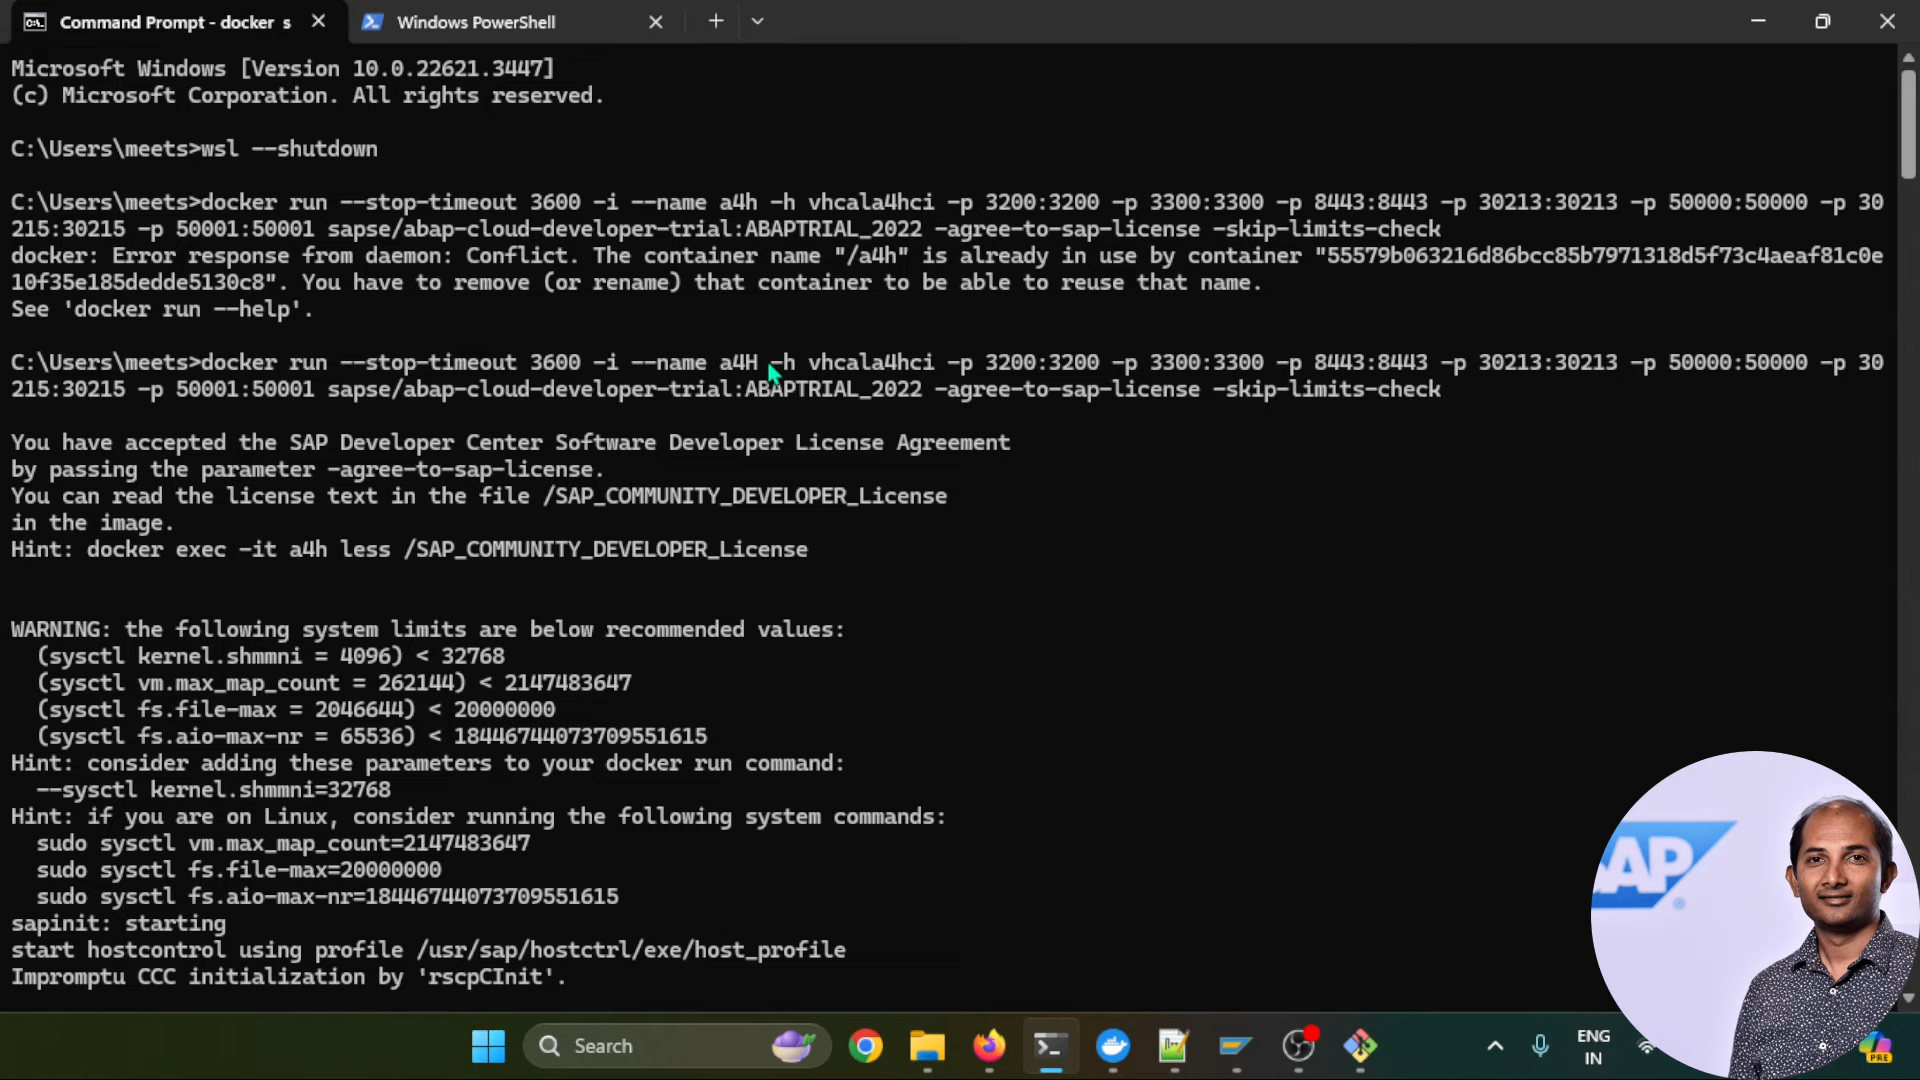 Command Prompt - docker s
Windows PowerShell
Microsoft Windows [Version 10.0.22621.3447]
(c) Microsoft Corporation. All rights reserved.
C:\Users\meets>wsl --shutdown
C:\Users\meets>docker run --stop-timeout 3600 -i --name a4h -h vhcala4hci -p 3200:3200 -p 3300:3300 -p 8443:8443 -p 30213:30213 -p 50000:50000 -p 30
215:30215 -p 50001:50001 sapse/abap-cloud-developer-trial:ABAPTRIAL_2022 -agree-to-sap-license -skip-limits-check
docker: Error response from daemon: Conflict. The container name "/a4h" is already in use by container "55579b063216d86bcc85b7971318d5f73c4aeaf81c0e
10f35e185dedde5130c8". You have to remove (or rename) that container to be able to reuse that name.
See 'docker run --help'.
C:\Users\meets>docker run --stop-timeout 3600 -i --name a4H -h vhcala4hci -p 3200:3200 -p 3300:3300 -p 8443:8443 -p 30213:30213 -p 50000:50000 -p 30
215:30215 -p 50001:50001 sapse/abap-cloud-developer-trial:ABAPTRIAL_2022 -agree-to-sap-license -skip-limits-check
You have accepted the SAP Developer Center Software Developer License Agreement
by passing the parameter -agree-to-sap-license.
You can read the license text in the file /SAP_COMMUNITY_DEVELOPER_License
in the image.
Hint: docker exec -it a4h less /SAP_COMMUNITY_DEVELOPER_License
WARNING: the following system limits are below recommended values:
(sysctl kernel.shmmni = 4096) < 32768
(sysctl vm.max_map_count = 262144) < 2147483647
(sysctl fs.file-max = 2046644) < 20000000
(sysctl fs.aio-max-nr = 65536) < 18446744073709551615
Hint: consider adding these parameters to your docker run command:
--sysctl kernel.shmmni=32768
Hint: if you are on Linux, consider running the following system commands:
sudo sysctl vm.max_map_count=2147483647
sudo sysctl fs.file-max=20000000
sudo sysctl fs.aio-max-nr=18446744073709551615
sapinit: starting
start hostcontrol using profile /usr/sap/hostctrl/exe/host_profile
Impromptu CCC initialization by 'rscpCInit'.
SAP
Search
ENG
IN
PRE